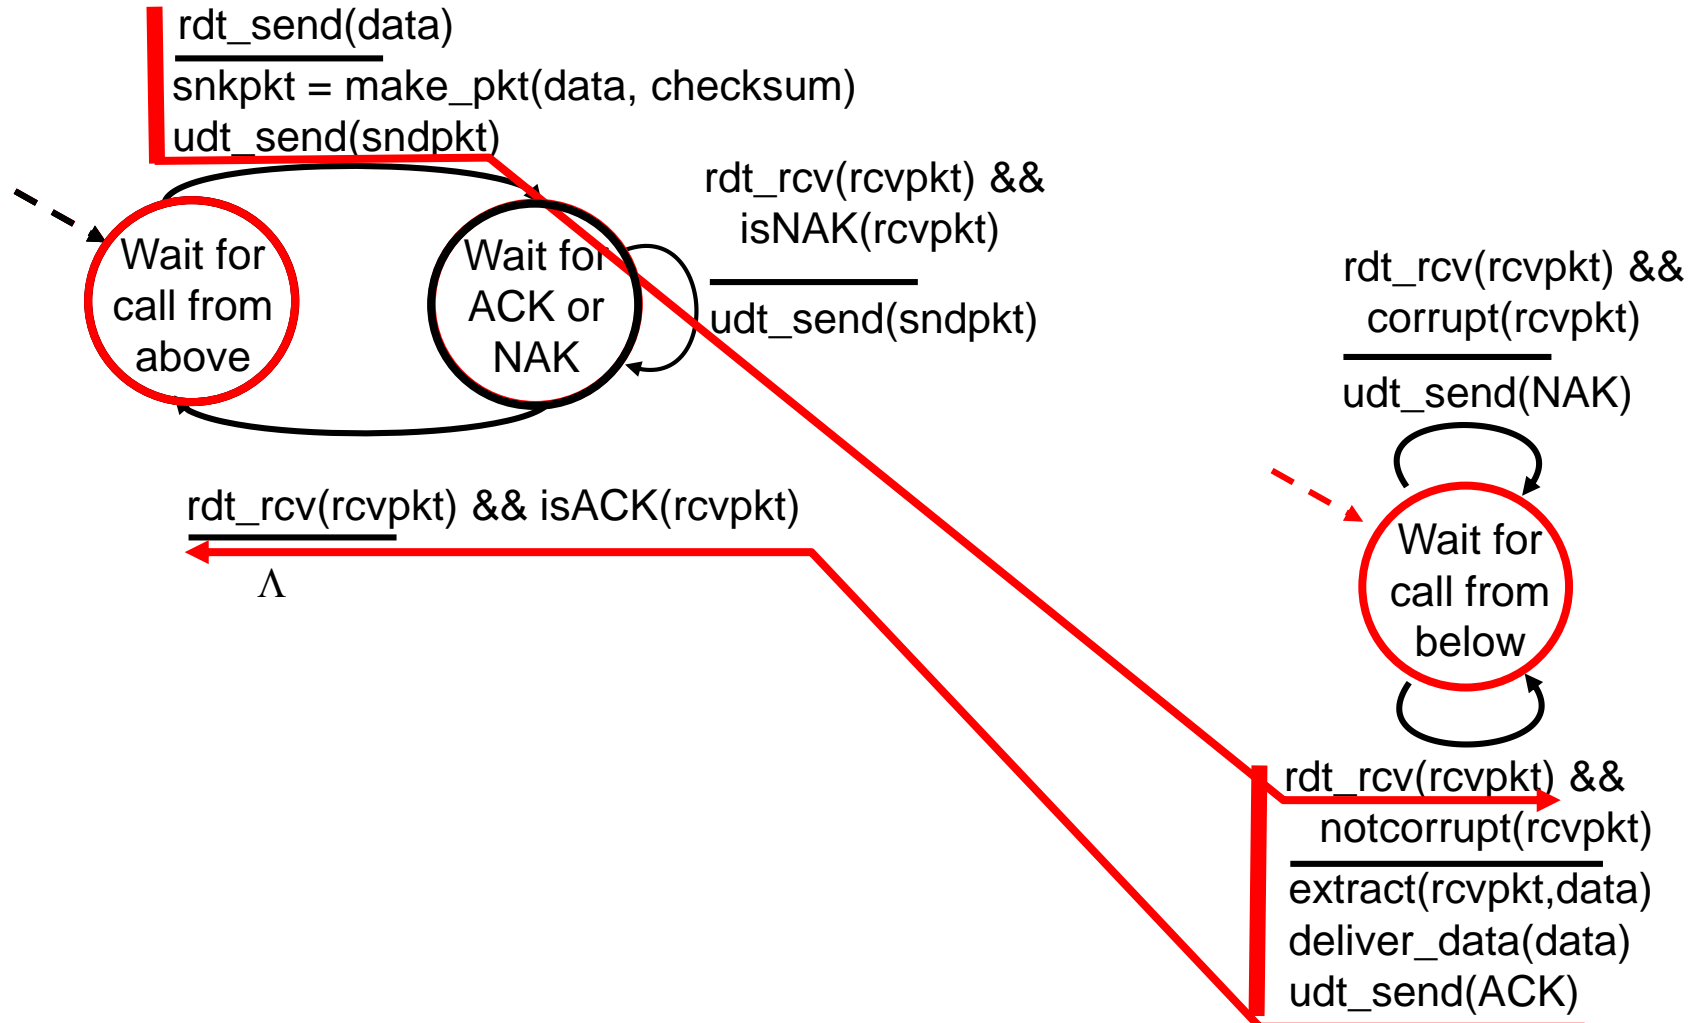 rdt_send(data)
snkpkt = make_pkt(data, checksum)
udt_send(sndpkt)
rdt_rcv(rcvpkt) &&
isNAK(rcvpkt)
udt_send(sndpkt)
Wait for
call from
above
Wait for
ACK or
NAK
rdt_rcv(rcvpkt) && isACK(rcvpkt)
Λ
rdt_rcv(rcvpkt) &&
corrupt(rcvpkt)
udt_send(NAK)
Wait for
call from
below
rdt_rcv(rcvpkt) &&
notcorrupt(rcvpkt)
extract(rcvpkt,data)
deliver_data(data)
udt_send(ACK)